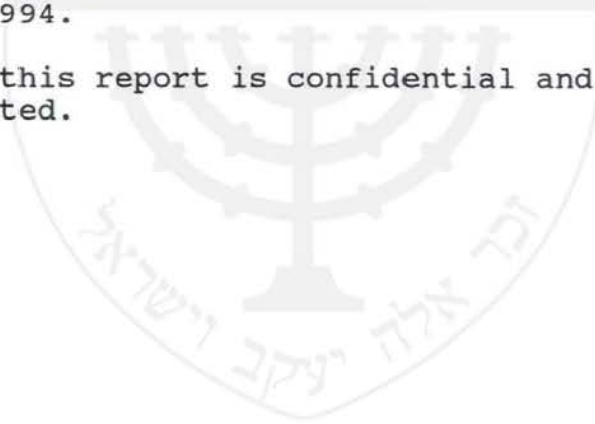 994.
this report is confidential and
ted.
זכר אלה יעקב וישראל